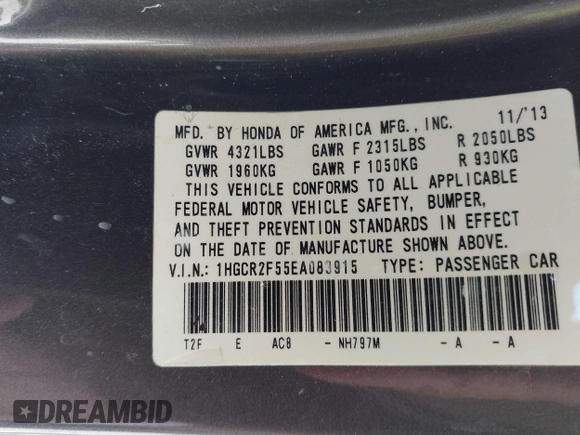 MFD. BY HONDA OF AMERICA MFG., INC. 11/'13
GVWR 4321LBS GAWR F 2315LBS R 2050LBS
GVWR 1960KG GAWR F 1050KG R 930KG
THIS VEHICLE CONFORMS TO ALL APPLICABLE
FEDERAL MOTOR VEHICLE SAFETY, BUMPER,
AND THEFT PREVENTION STANDARDS IN EFFECT
ON THE DATE OF MANUFACTURE SHOWN ABOVE.
V.I.N.: 1HGCR2F55EA083915 TYPE: PASSENGER CAR
T2F E AC8 - NH797M - A - A
DREAMBID